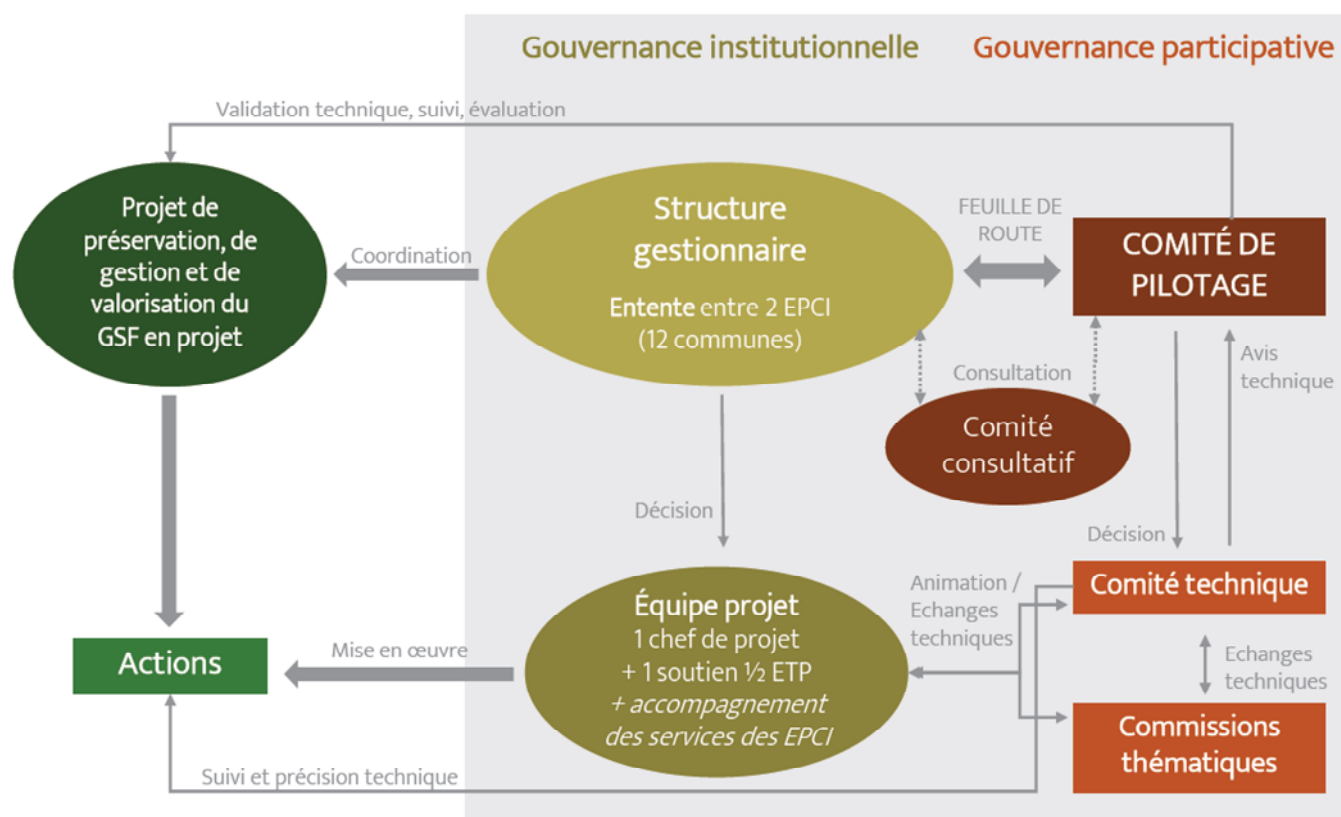 Gouvernance institutionnelle
Gouvernance participative
Validation technique, suivi, évaluation
Projet de
préservation, de
gestion et de
valorisation du
GSF en projet
Coordination
Structure
gestionnaire
Entente entre 2 EPCI
(12 communes)
FEUILLE DE
ROUTE
COMITÉ DE
PILOTAGE
Consultation
Avis
technique
Comité
consultatif
Décision
Décision
Équipe projet
1 chef de projet
+ 1 soutien ½ ETP
+ accompagnement
des services des EPCI
Animation /
Echanges
techniques
Comité technique
Actions
Mise en œuvre
Echanges
techniques
Commissions
thématiques
Suivi et précision technique